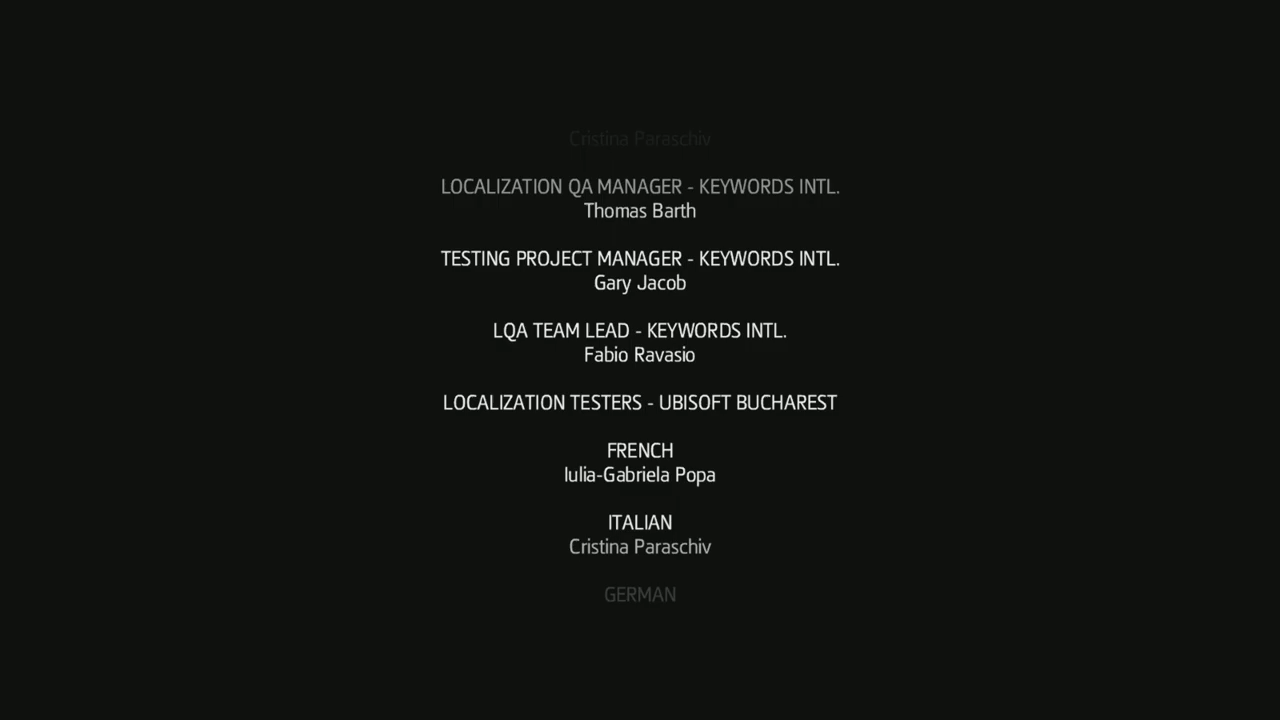 Cristina Paraschiv
LOCALIZATION QA MANAGER - KEYWORDS INTL.
Thomas Barth
TESTING PROJECT MANAGER - KEYWORDS INTL.
Gary Jacob
LQA TEAM LEAD - KEYWORDS INTL.
Fabio Ravasio
LOCALIZATION TESTERS - UBISOFT BUCHAREST
FRENCH
Iulia-Gabriela Popa
ITALIAN
Cristina Paraschiv
GERMAN